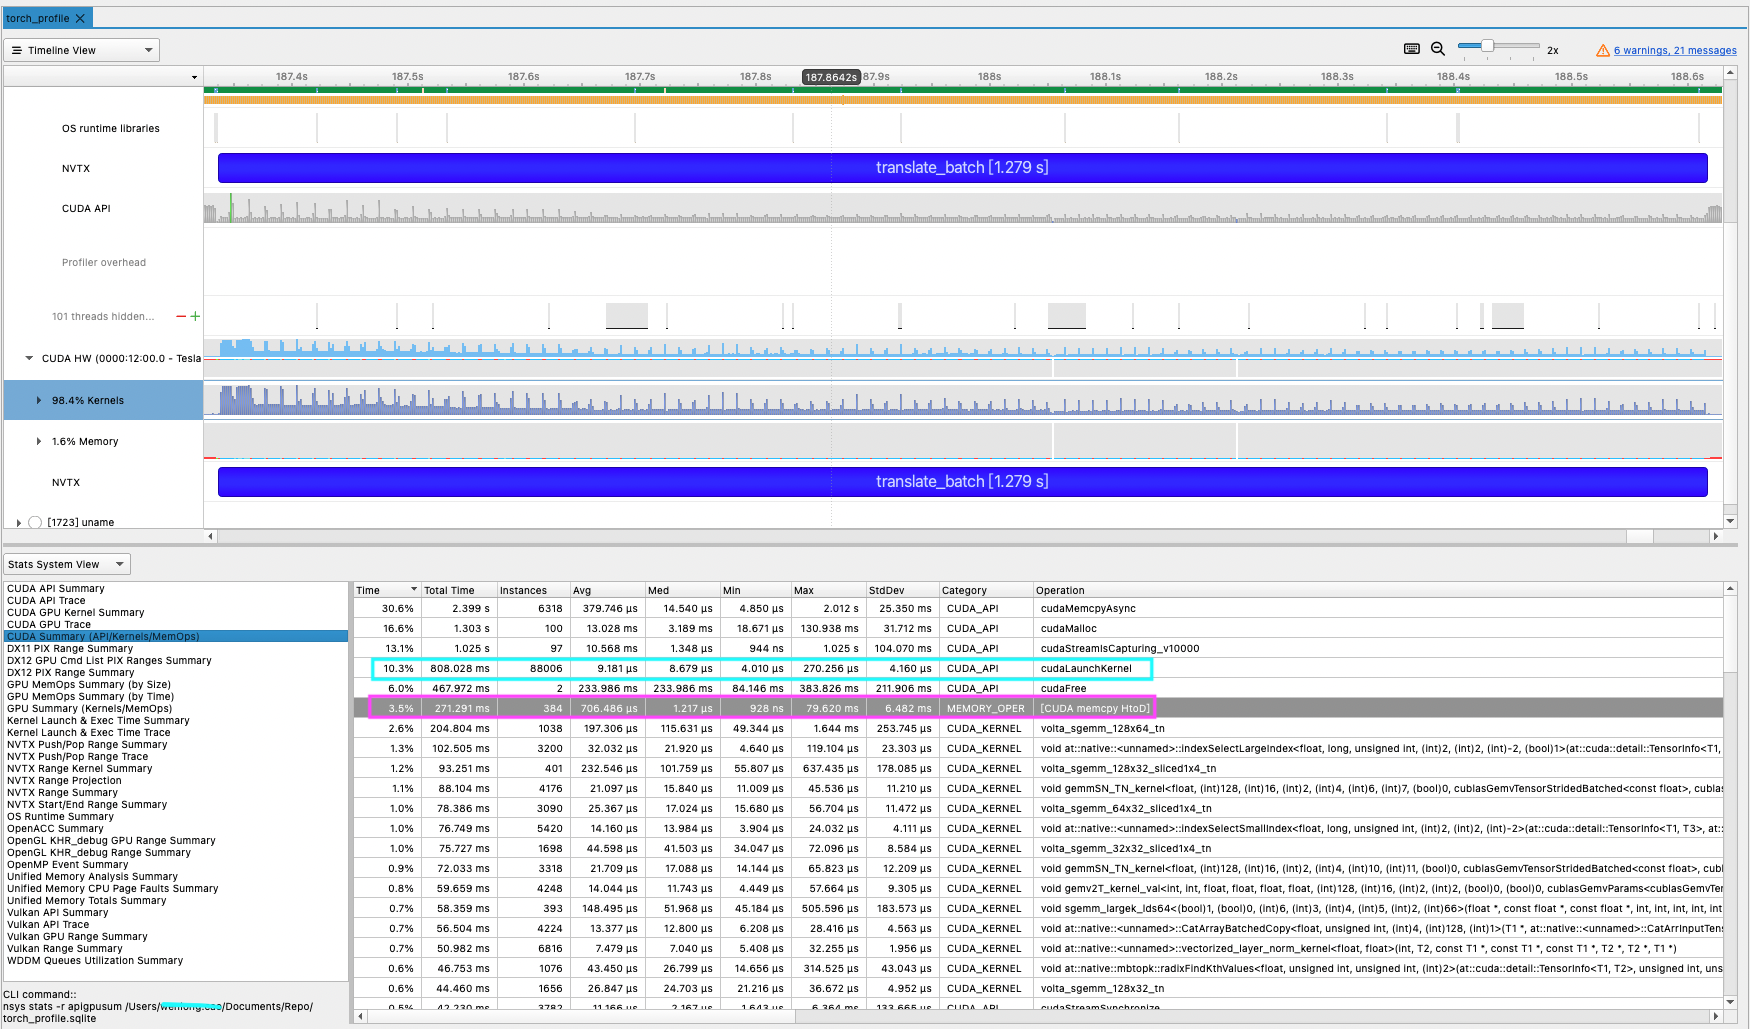 torch_profile
Timeline View
2x
6 warnings, 21 messages
187.4s 187.5s 187.6s 187.7s 187.8s 187.8642s 187.9s 188s 188.1s 188.2s 188.3s 188.4s 188.5s 188.6s
OS runtime libraries
NVTX
translate_batch [1.279 s]
CUDA API
Profiler overhead
101 threads hidden...
CUDA HW (0000:12:00.0 - Tesla
98.4% Kernels
1.6% Memory
NVTX
translate_batch [1.279 s]
[1723] uname
Stats System View
CUDA API Summary
CUDA API Trace
CUDA GPU Kernel Summary
CUDA GPU Trace
CUDA Summary (API/Kernels/MemOps)
DX11 PIX Range Summary
DX12 GPU Cmd List PIX Ranges Summary
DX12 PIX Range Summary
GPU MemOps Summary (by Size)
GPU MemOps Summary (by Time)
GPU Summary (Kernels/MemOps)
Kernel Launch & Exec Time Summary
Kernel Launch & Exec Time Trace
NVTX Push/Pop Range Summary
NVTX Push/Pop Range Trace
NVTX Range Kernel Summary
NVTX Range Projection
NVTX Range Summary
NVTX Start/End Range Summary
OS Runtime Summary
OpenACC Summary
OpenGL KHR_debug GPU Range Summary
OpenGL KHR_debug Range Summary
OpenMP Event Summary
Unified Memory Analysis Summary
Unified Memory CPU Page Faults Summary
Unified Memory Totals Summary
Vulkan API Summary
Vulkan API Trace
Vulkan GPU Range Summary
Vulkan Range Summary
WDDM Queues Utilization Summary
CLI command::
nsys stats -r apigpusum /Users/ /Documents/Repo/
torch_profile.sqlite
Time Total Time Instances Avg Med Min Max StdDev Category Operation
30.6% 2.399 s 6318 379.746 μs 14.540 μs 4.850 μs 2.012 s 25.350 ms CUDA_API cudaMemcpyAsync
16.6% 1.303 s 100 13.028 ms 3.189 ms 18.671 μs 130.938 ms 31.712 ms CUDA_API cudaMalloc
13.1% 1.025 s 97 10.568 ms 1.348 μs 944 ns 1.025 s 104.070 ms CUDA_API cudaStreamIsCapturing_v10000
10.3% 808.028 ms 88006 9.181 μs 8.679 μs 4.010 μs 270.256 μs 4.160 μs CUDA_API cudaLaunchKernel
6.0% 467.972 ms 2 233.986 ms 233.986 ms 84.146 ms 383.826 ms 211.906 ms CUDA_API cudaFree
3.5% 271.291 ms 384 706.486 μs 1.217 μs 928 ns 79.620 ms 6.482 ms MEMORY_OPER [CUDA memcpy HtoD]
2.6% 204.804 ms 1038 197.306 μs 115.631 μs 49.344 μs 1.644 ms 253.745 μs CUDA_KERNEL volta_sgemm_128x64_tn
1.3% 102.505 ms 3200 32.032 μs 21.920 μs 4.640 μs 119.104 μs 23.303 μs CUDA_KERNEL void at::native::<unnamed>::indexSelectLargeIndex<float, long, unsigned int, (int)2, (int)2, (int)-2, (bool)1>(at::cuda::detail::TensorInfo<T1,
1.2% 93.251 ms 401 232.546 μs 101.759 μs 55.807 μs 637.435 μs 178.085 μs CUDA_KERNEL volta_sgemm_128x32_sliced1x4_tn
1.1% 88.104 ms 4176 21.097 μs 15.840 μs 11.009 μs 45.536 μs 11.210 μs CUDA_KERNEL void gemmSN_TN_kernel<float, (int)128, (int)16, (int)2, (int)4, (int)6, (int)7, (bool)0, cublasGemvTensorStridedBatched<const float>, cublas
1.0% 78.386 ms 3090 25.367 μs 17.024 μs 15.680 μs 56.704 μs 11.472 μs CUDA_KERNEL volta_sgemm_64x32_sliced1x4_tn
1.0% 76.749 ms 5420 14.160 μs 13.984 μs 3.904 μs 24.032 μs 4.111 μs CUDA_KERNEL void at::native::<unnamed>::indexSelectSmallIndex<float, long, unsigned int, (int)2, (int)2, (int)-2>(at::cuda::detail::TensorInfo<T1, T3>, at::
1.0% 75.727 ms 1698 44.598 μs 41.503 μs 34.047 μs 72.096 μs 8.584 μs CUDA_KERNEL volta_sgemm_32x32_sliced1x4_tn
0.9% 72.033 ms 3318 21.709 μs 17.088 μs 14.144 μs 65.823 μs 12.209 μs CUDA_KERNEL void gemmSN_TN_kernel<float, (int)128, (int)16, (int)2, (int)4, (int)10, (int)11, (bool)0, cublasGemvTensorStridedBatched<const float>, cubl
0.8% 59.659 ms 4248 14.044 μs 11.743 μs 4.449 μs 57.664 μs 9.305 μs CUDA_KERNEL void gemv2T_kernel_val<int, int, float, float, float, float, (int)128, (int)16, (int)2, (int)2, (bool)0, (bool)0, cublasGemvParams<cublasGemvTer
0.7% 58.359 ms 393 148.495 μs 51.968 μs 45.184 μs 505.596 μs 183.573 μs CUDA_KERNEL void sgemm_largek_lds64<(bool)1, (bool)0, (int)6, (int)3, (int)4, (int)5, (int)2, (int)66>(float *, const float *, const float *, int, int, int, int, int
0.7% 56.504 ms 4224 13.377 μs 12.800 μs 6.208 μs 28.416 μs 4.563 μs CUDA_KERNEL void at::native::<unnamed>::CatArrayBatchedCopy<float, unsigned int, (int)4, (int)128, (int)1>(T1 *, at::native::<unnamed>::CatArrInputTens
0.7% 50.982 ms 6816 7.479 μs 7.040 μs 5.408 μs 32.255 μs 1.956 μs CUDA_KERNEL void at::native::<unnamed>::vectorized_layer_norm_kernel<float, float>(int, T2, const T1 *, const T1 *, const T1 *, T2 *, T2 *, T1 *)
0.6% 46.753 ms 1076 43.450 μs 26.799 μs 14.656 μs 314.525 μs 43.043 μs CUDA_KERNEL void at::native::mbtopk::radixFindKthValues<float, unsigned int, unsigned int, (int)2>(at::cuda::detail::TensorInfo<T1, T2>, unsigned int, uns
0.6% 44.460 ms 1656 26.847 μs 24.703 μs 21.216 μs 36.672 μs 4.952 μs CUDA_KERNEL volta_sgemm_128x32_tn
0.5% 42.230 ms 3782 11.166 μs 2.167 μs 1.643 μs 6.364 ms 133.665 μs CUDA_API cudaStreamSynchronize